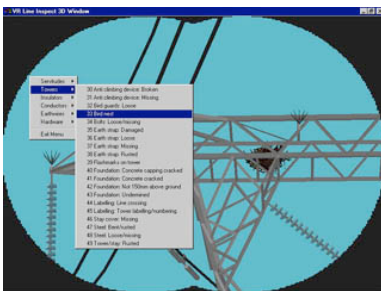 VR Line Inspect 3D Window
Servitudes
Towers
Insulators
Conductors
Earthwires
Hardware
Exit Menu
30 Anti climbing device: Broken
31 Anti climbing device: Missing
32 Bird guards: Loose
33 Bird nest
34 Bolts: Loose/missing
35 Earth strap: Damaged
36 Earth strap: Loose
37 Earth strap: Missing
38 Earth strap: Rusted
39 Flashmarks on tower
40 Foundation: Concrete capping cracked
41 Foundation: Concrete cracked
42 Foundation: Not 150mm above ground
43 Foundation: Undermined
44 Labelling: Line crossing
45 Labelling: Tower labelling/numbering
46 Stay cover: Missing
47 Steel: Bent/rusted
48 Steel: Loose/missing
49 Tower/stay: Rusted